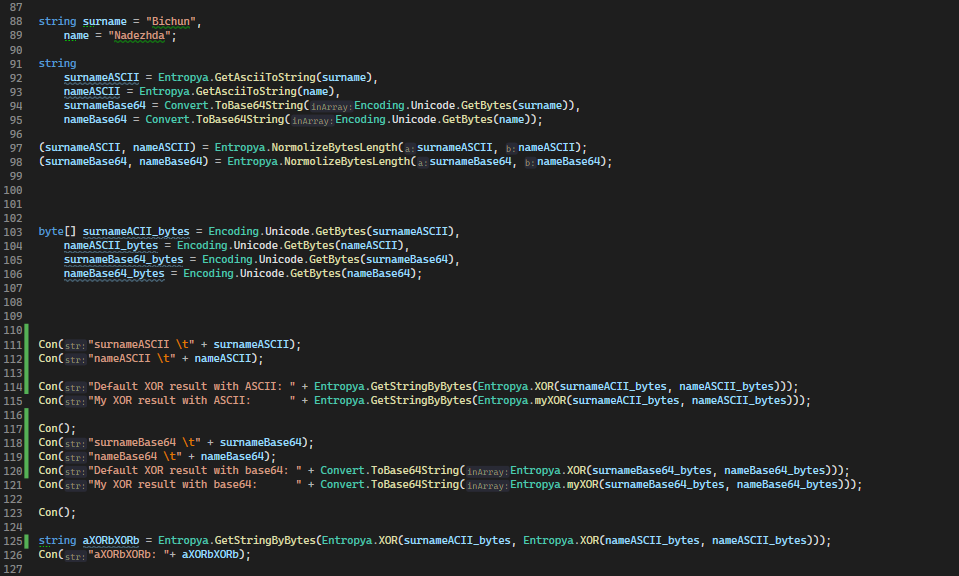 87
88 string surname = "Bichun",
89 name = "Nadezhda";
90
91 string
92 surnameASCII = Entropya.GetAsciiToString(surname),
93 nameASCII = Entropya.GetAsciiToString(name),
94 surnameBase64 = Convert.ToBase64String(inArray:Encoding.Unicode.GetBytes(surname)),
95 nameBase64 = Convert.ToBase64String(inArray:Encoding.Unicode.GetBytes(name));
96
97 (surnameASCII, nameASCII) = Entropya.NormolizeBytesLength(a:surnameASCII, b:nameASCII);
98 (surnameBase64, nameBase64) = Entropya.NormolizeBytesLength(a:surnameBase64, b:nameBase64);
99
100
101
102
103 byte[] surnameACII_bytes = Encoding.Unicode.GetBytes(surnameASCII),
104 nameASCII_bytes = Encoding.Unicode.GetBytes(nameASCII),
105 surnameBase64_bytes = Encoding.Unicode.GetBytes(surnameBase64),
106 nameBase64_bytes = Encoding.Unicode.GetBytes(nameBase64);
107
108
109
110
111 Con(str:"surnameASCII \t" + surnameASCII);
112 Con(str:"nameASCII \t" + nameASCII);
113
114 Con(str:"Default XOR result with ASCII: " + Entropya.GetStringByBytes(Entropya.XOR(surnameACII_bytes, nameASCII_bytes)));
115 Con(str:"My XOR result with ASCII: " + Entropya.GetStringByBytes(Entropya.myXOR(surnameACII_bytes, nameASCII_bytes)));
116
117 Con();
118 Con(str:"surnameBase64 \t" + surnameBase64);
119 Con(str:"nameBase64 \t" + nameBase64);
120 Con(str:"Default XOR result with base64: " + Convert.ToBase64String(inArray:Entropya.XOR(surnameBase64_bytes, nameBase64_bytes)));
121 Con(str:"My XOR result with base64: " + Convert.ToBase64String(inArray:Entropya.myXOR(surnameBase64_bytes, nameBase64_bytes)));
122
123 Con();
124
125 string aXORbXORb = Entropya.GetStringByBytes(Entropya.XOR(surnameACII_bytes, Entropya.XOR(nameASCII_bytes, nameASCII_bytes)));
126 Con(str:"aXORbXORb: "+ aXORbXORb);
127